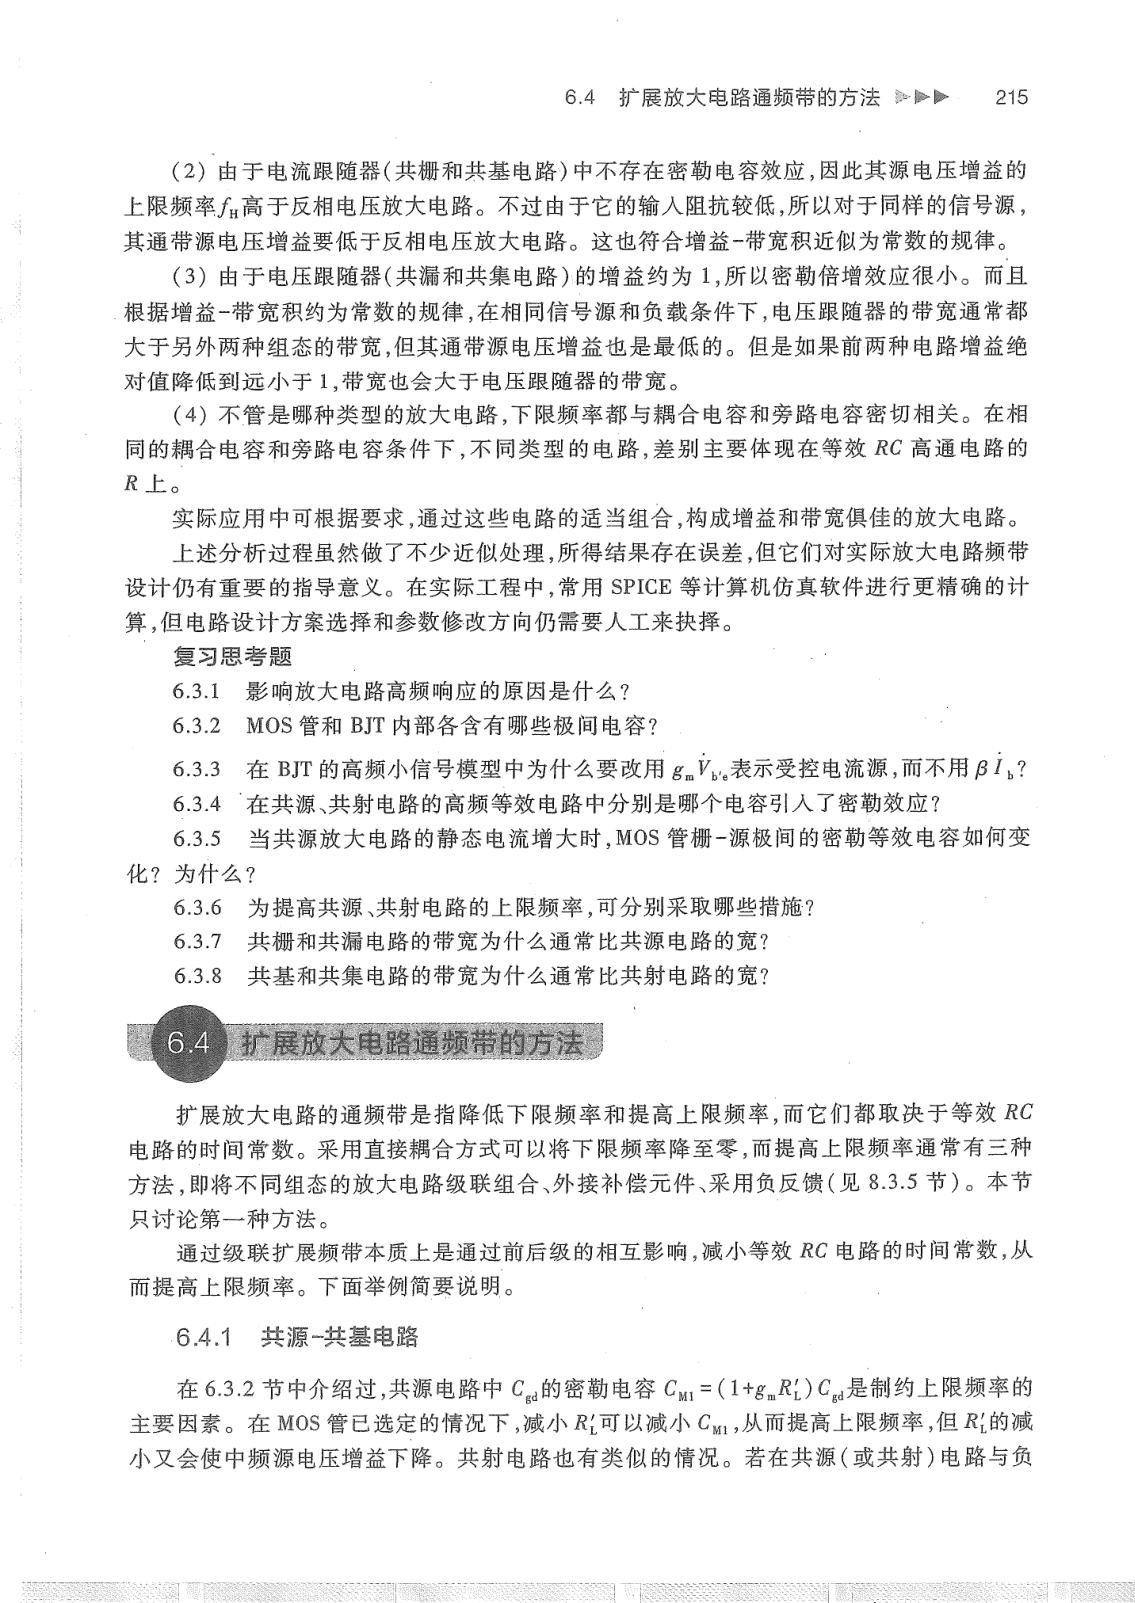 6.4 扩展放大电路通频带的方法 ▶▶▶ 215
(2) 由于电流跟随器(共栅和共基电路)中不存在密勒电容效应,因此其源电压增益的
上限频率f_H高于反相电压放大电路。不过由于它的输入阻抗较低,所以对于同样的信号源,
其通带源电压增益要低于反相电压放大电路。这也符合增益-带宽积近似为常数的规律。
(3) 由于电压跟随器(共漏和共集电路)的增益约为 1,所以密勒倍增效应很小。而且
根据增益-带宽积约为常数的规律,在相同信号源和负载条件下,电压跟随器的带宽通常都
大于另外两种组态的带宽,但其通带源电压增益也是最低的。但是如果前两种电路增益绝
对值降低到远小于 1,带宽也会大于电压跟随器的带宽。
(4) 不管是哪种类型的放大电路,下限频率都与耦合电容和旁路电容密切相关。在相
同的耦合电容和旁路电容条件下,不同类型的电路,差别主要体现在等效 RC 高通电路的
R 上。
实际应用中可根据要求,通过这些电路的适当组合,构成增益和带宽俱佳的放大电路。
上述分析过程虽然做了不少近似处理,所得结果存在误差,但它们对实际放大电路频带
设计仍有重要的指导意义。在实际工程中,常用 SPICE 等计算机仿真软件进行更精确的计
算,但电路设计方案选择和参数修改方向仍需要人工来抉择。
复习思考题
6.3.1 影响放大电路高频响应的原因是什么?
6.3.2 MOS 管和 BJT 内部各含有哪些极间电容?
6.3.3 在 BJT 的高频小信号模型中为什么要改用 g_m V̇_b′e表示受控电流源,而不用 β İ_b?
6.3.4 在共源、共射电路的高频等效电路中分别是哪个电容引入了密勒效应?
6.3.5 当共源放大电路的静态电流增大时,MOS 管栅-源极间的密勒等效电容如何变
化? 为什么?
6.3.6 为提高共源、共射电路的上限频率,可分别采取哪些措施?
6.3.7 共栅和共漏电路的带宽为什么通常比共源电路的宽?
6.3.8 共基和共集电路的带宽为什么通常比共射电路的宽?
6.4 扩展放大电路通频带的方法
扩展放大电路的通频带是指降低下限频率和提高上限频率,而它们都取决于等效 RC
电路的时间常数。采用直接耦合方式可以将下限频率降至零,而提高上限频率通常有三种
方法,即将不同组态的放大电路级联组合、外接补偿元件、采用负反馈(见 8.3.5 节)。本节
只讨论第一种方法。
通过级联扩展频带本质上是通过前后级的相互影响,减小等效 RC 电路的时间常数,从
而提高上限频率。下面举例简要说明。
6.4.1 共源-共基电路
在 6.3.2 节中介绍过,共源电路中 C_gd的密勒电容 C_M1 = (1+g_m R′_L) C_gd是制约上限频率的
主要因素。在 MOS 管已选定的情况下,减小 R′_L可以减小 C_M1,从而提高上限频率,但 R′_L的减
小又会使中频源电压增益下降。共射电路也有类似的情况。若在共源(或共射)电路与负